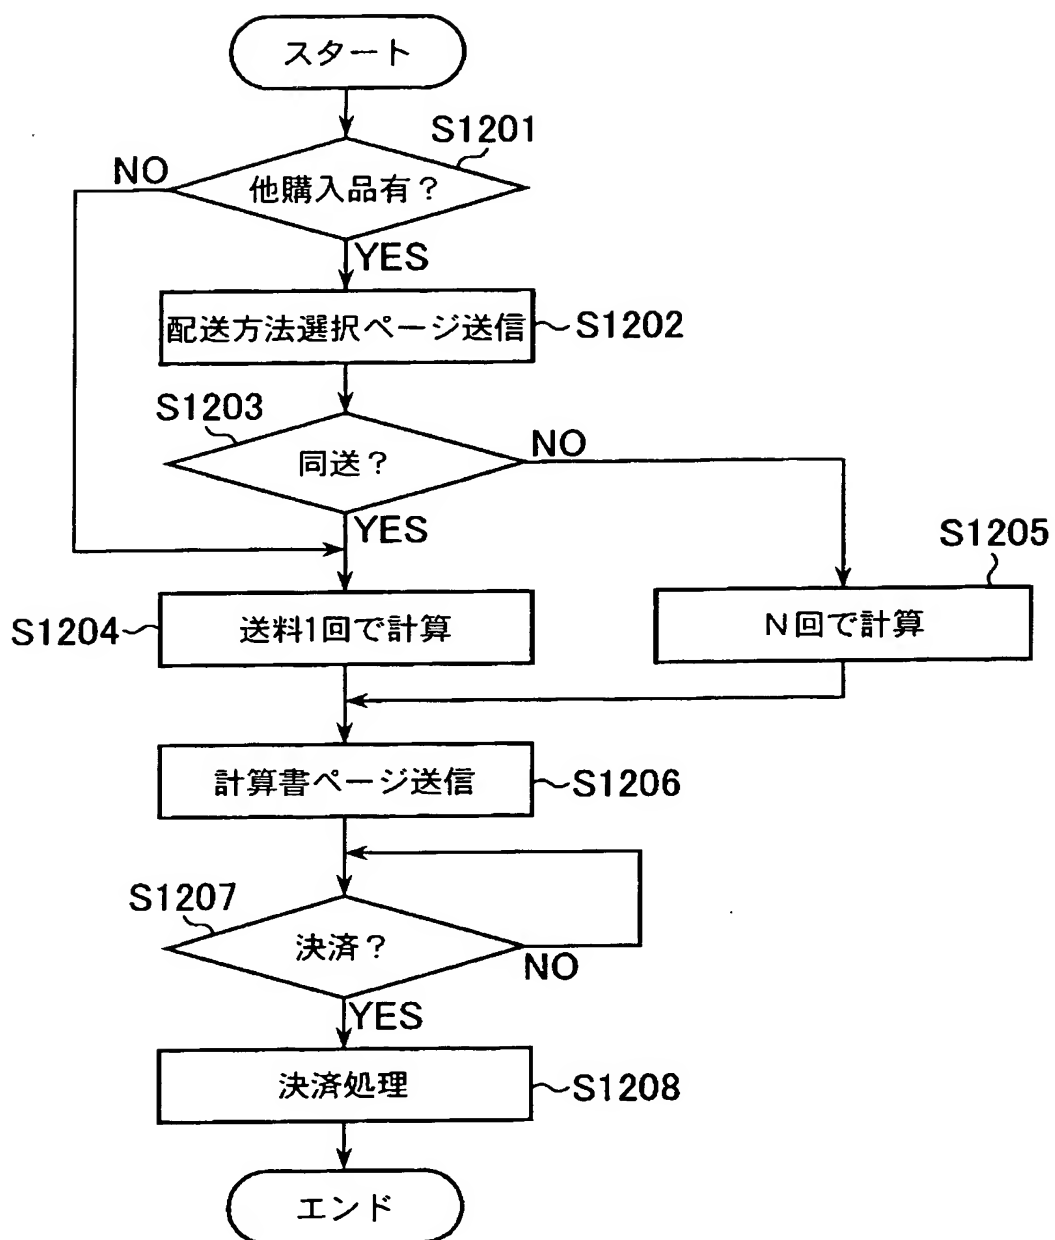 スタート
S1201
NO
他購入品有?
YES
配送方法選択ページ送信
S1202
S1203
同送?
NO
YES
S1205
S1204
送料1回で計算
N回で計算
計算書ページ送信
S1206
S1207
決済?
NO
YES
決済処理
S1208
エンド